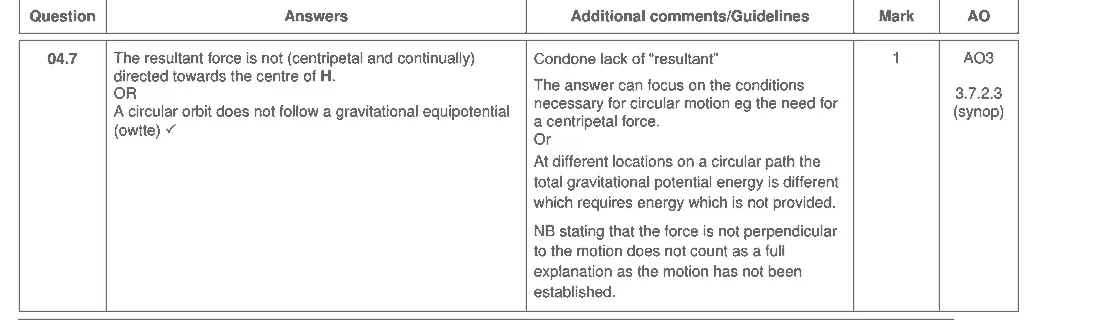 Question Answers Additional comments/Guidelines Mark AO
04.7 The resultant force is not (centripetal and continually) directed towards the centre of H.
OR
A circular orbit does not follow a gravitational equipotential (owtte) ✓
Condone lack of "resultant"
The answer can focus on the conditions
necessary for circular motion eg the need for
a centripetal force.
Or
At different locations on a circular path the
total gravitational potential energy is different
which requires energy which is not provided.
NB stating that the force is not perpendicular
to the motion does not count as a full
explanation as the motion has not been
established.
1
AO3
3.7.2.3
(synop)